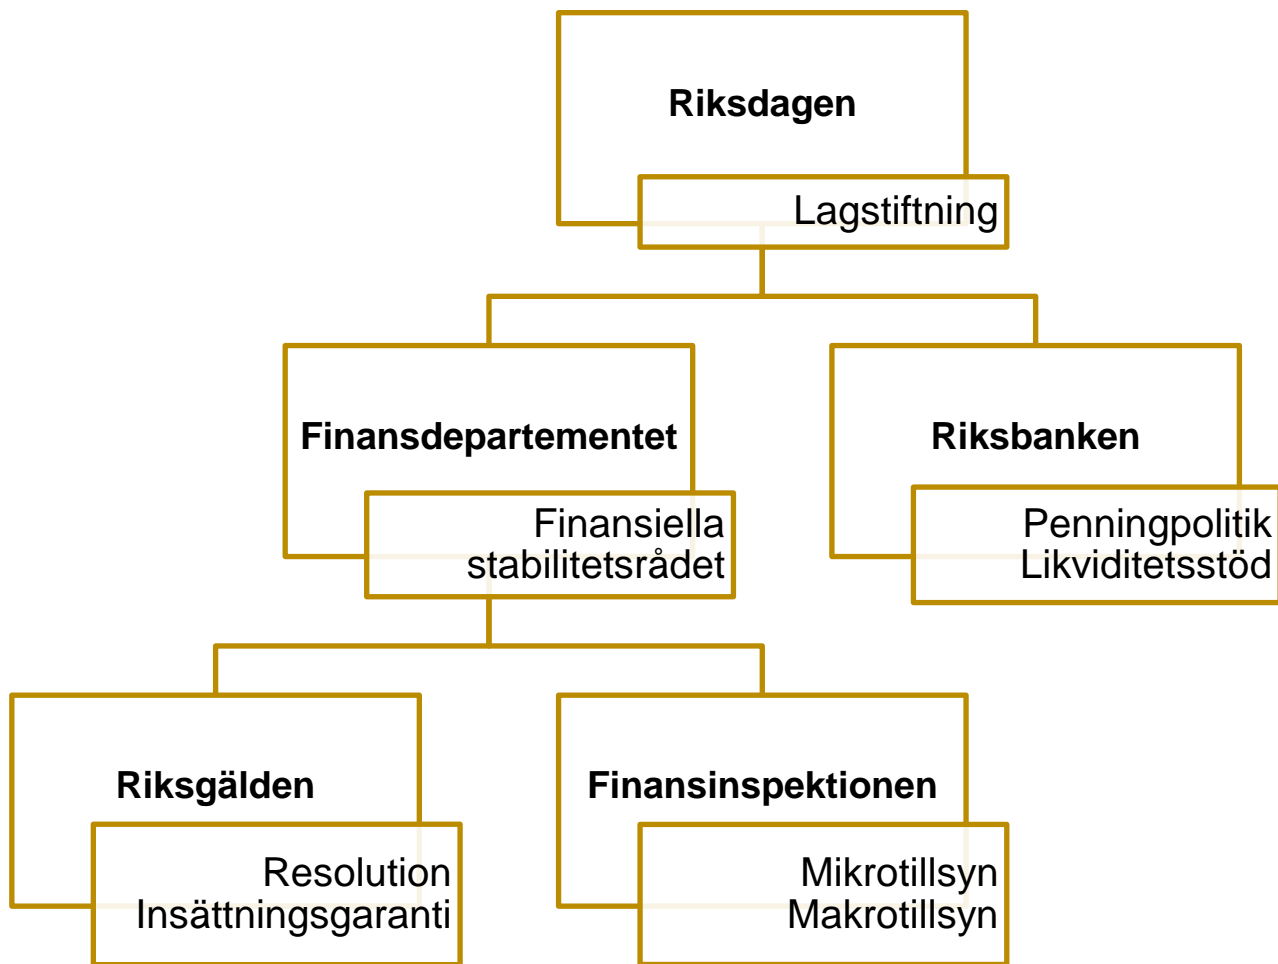 Riksdagen
Lagstiftning
Finansdepartementet
Finansiella
stabilitetsrådet
Riksbanken
Penningpolitik
Likviditetsstöd
Riksgälden
Resolution
Insättningsgaranti
Finansinspektionen
Mikrotillsyn
Makrotillsyn